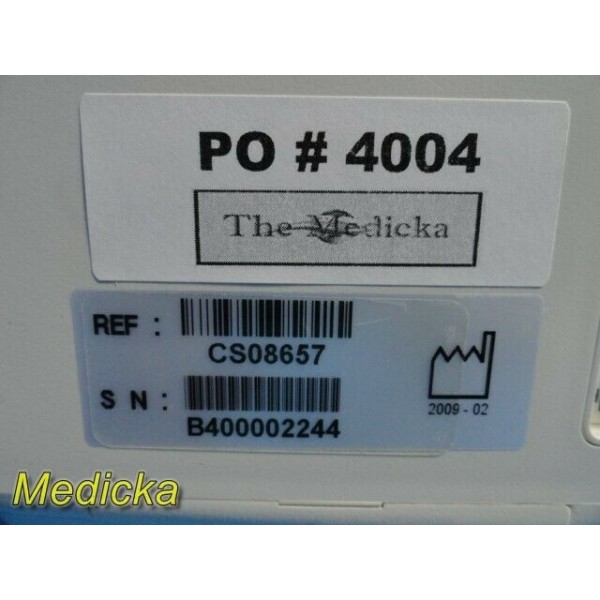 PO # 4004
The Medicka
REF :
CS08657
S N :
B400002244
2009 - 02
Medicka